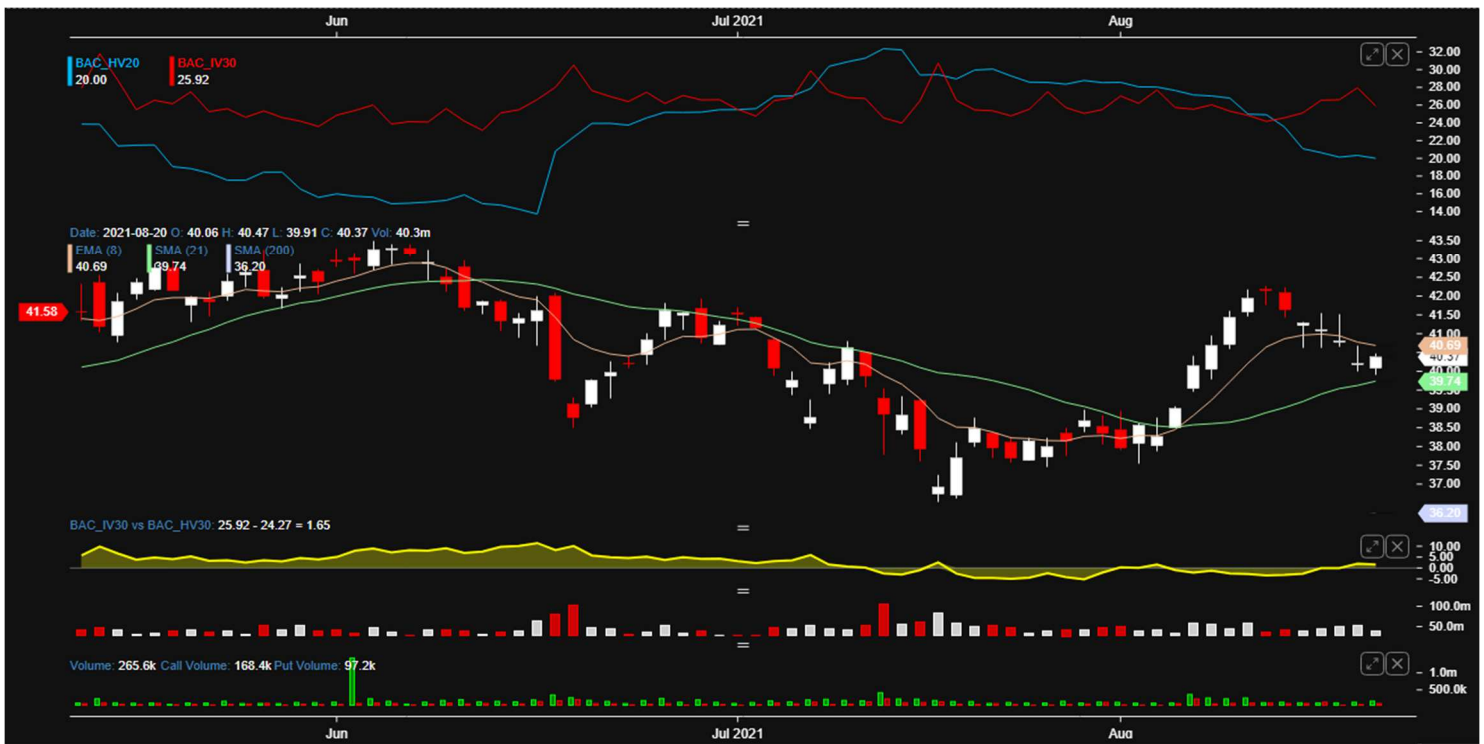 Jun Jul 2021 Aug
BAC_HV20 BAC_IV30
20.00 25.92
32.00
30.00
28.00
26.00
24.00
22.00
20.00
18.00
16.00
14.00
Date: 2021-08-20 O: 40.06 H: 40.47 L: 39.91 C: 40.37 Vol: 40.3m
EMA (8) SMA (21) SMA (200)
40.69 39.74 36.20
41.58
43.50
43.00
42.50
42.00
41.50
41.00
40.69
40.37
40.00
39.74
39.50
39.00
38.50
38.00
37.50
37.00
36.20
BAC_IV30 vs BAC_HV30: 25.92 - 24.27 = 1.65
10.00
5.00
0.00
-5.00
100.0m
50.0m
Volume: 265.6k Call Volume: 168.4k Put Volume: 97.2k
1.0m
500.0k
Jun Jul 2021 Aug